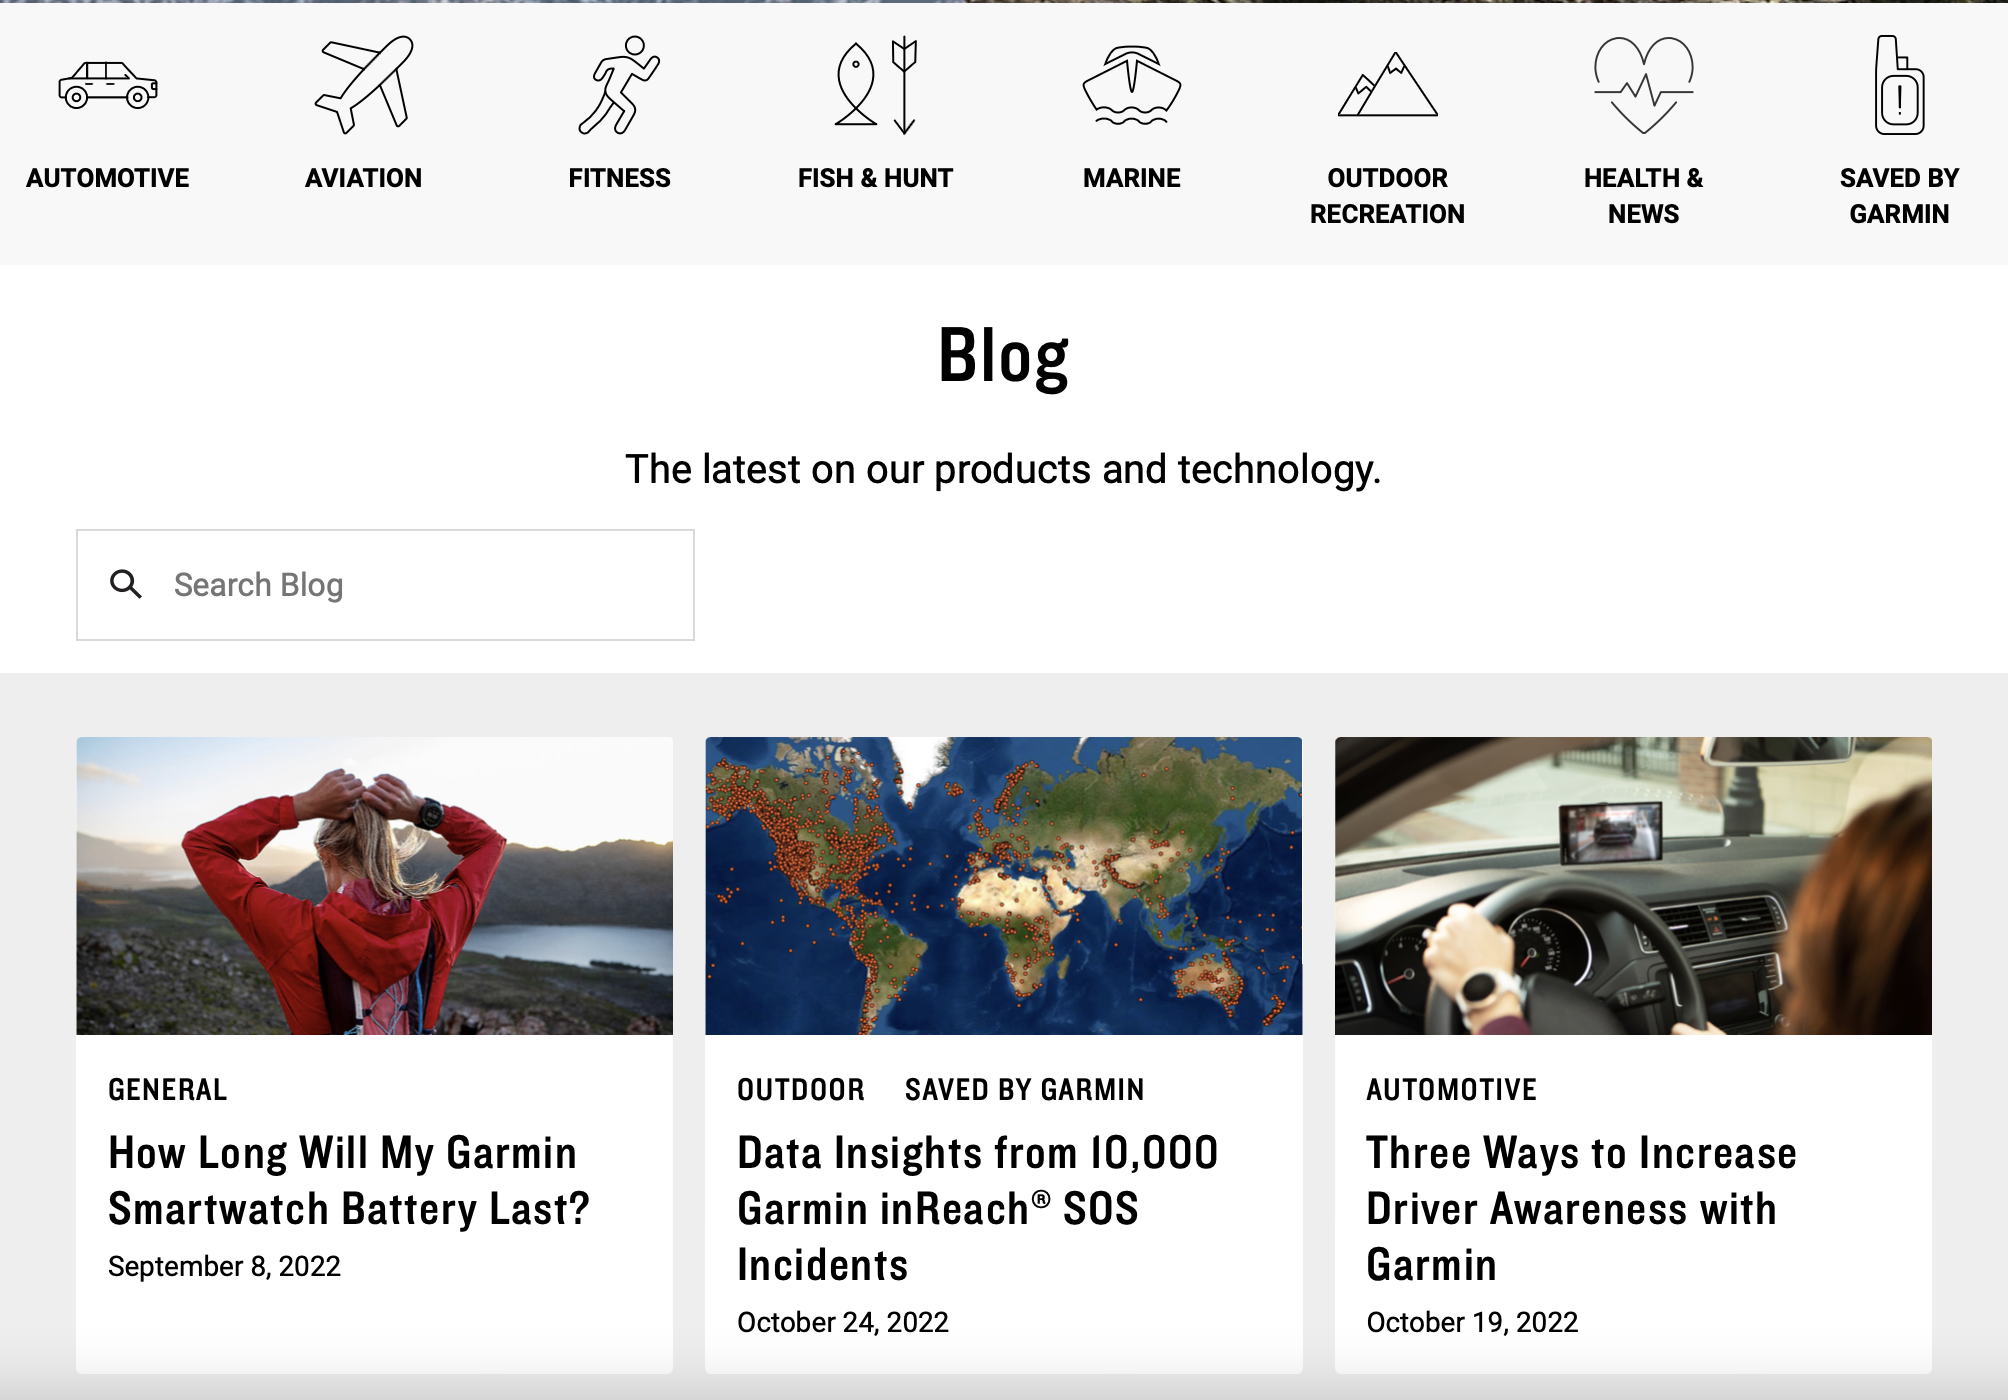 AUTOMOTIVE
AVIATION
FITNESS
FISH & HUNT
MARINE
OUTDOOR
RECREATION
HEALTH &
NEWS
SAVED BY
GARMIN
Blog
The latest on our products and technology.
Search Blog
GENERAL
How Long Will My Garmin
Smartwatch Battery Last?
September 8, 2022
OUTDOOR SAVED BY GARMIN
Data Insights from 10,000
Garmin inReach® SOS
Incidents
October 24, 2022
AUTOMOTIVE
Three Ways to Increase
Driver Awareness with
Garmin
October 19, 2022